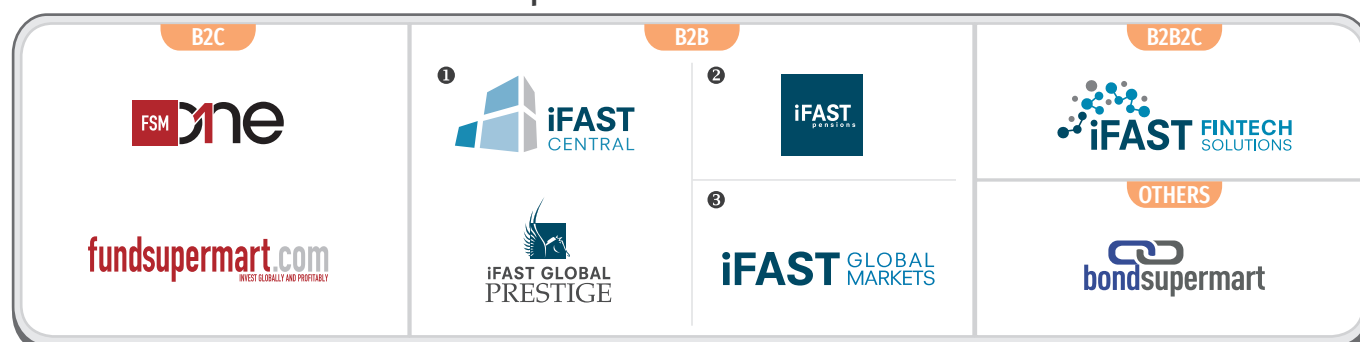 B2C
FSM One
fundsupermart.com
INVEST GLOBALLY AND PROFITABLY
B2B
❶
iFAST
CENTRAL
iFAST GLOBAL
PRESTIGE
❷
iFAST
pensions
❸
iFAST GLOBAL
MARKETS
B2B2C
iFAST FINTECH
SOLUTIONS
OTHERS
bondsupermart